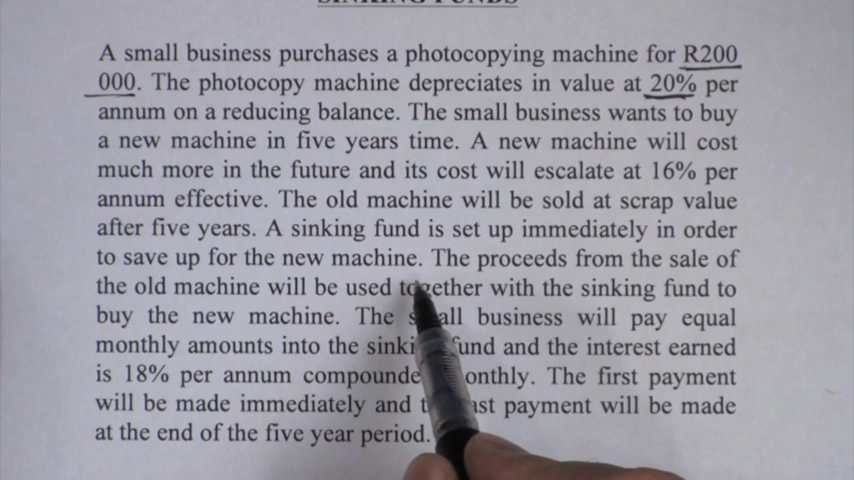 SINKING FUNDS
A small business purchases a photocopying machine for R200
000. The photocopy machine depreciates in value at 20% per
annum on a reducing balance. The small business wants to buy
a new machine in five years time. A new machine will cost
much more in the future and its cost will escalate at 16% per
annum effective. The old machine will be sold at scrap value
after five years. A sinking fund is set up immediately in order
to save up for the new machine. The proceeds from the sale of
the old machine will be used together with the sinking fund to
buy the new machine. The small business will pay equal
monthly amounts into the sinking fund and the interest earned
is 18% per annum compounded monthly. The first payment
will be made immediately and the last payment will be made
at the end of the five year period.